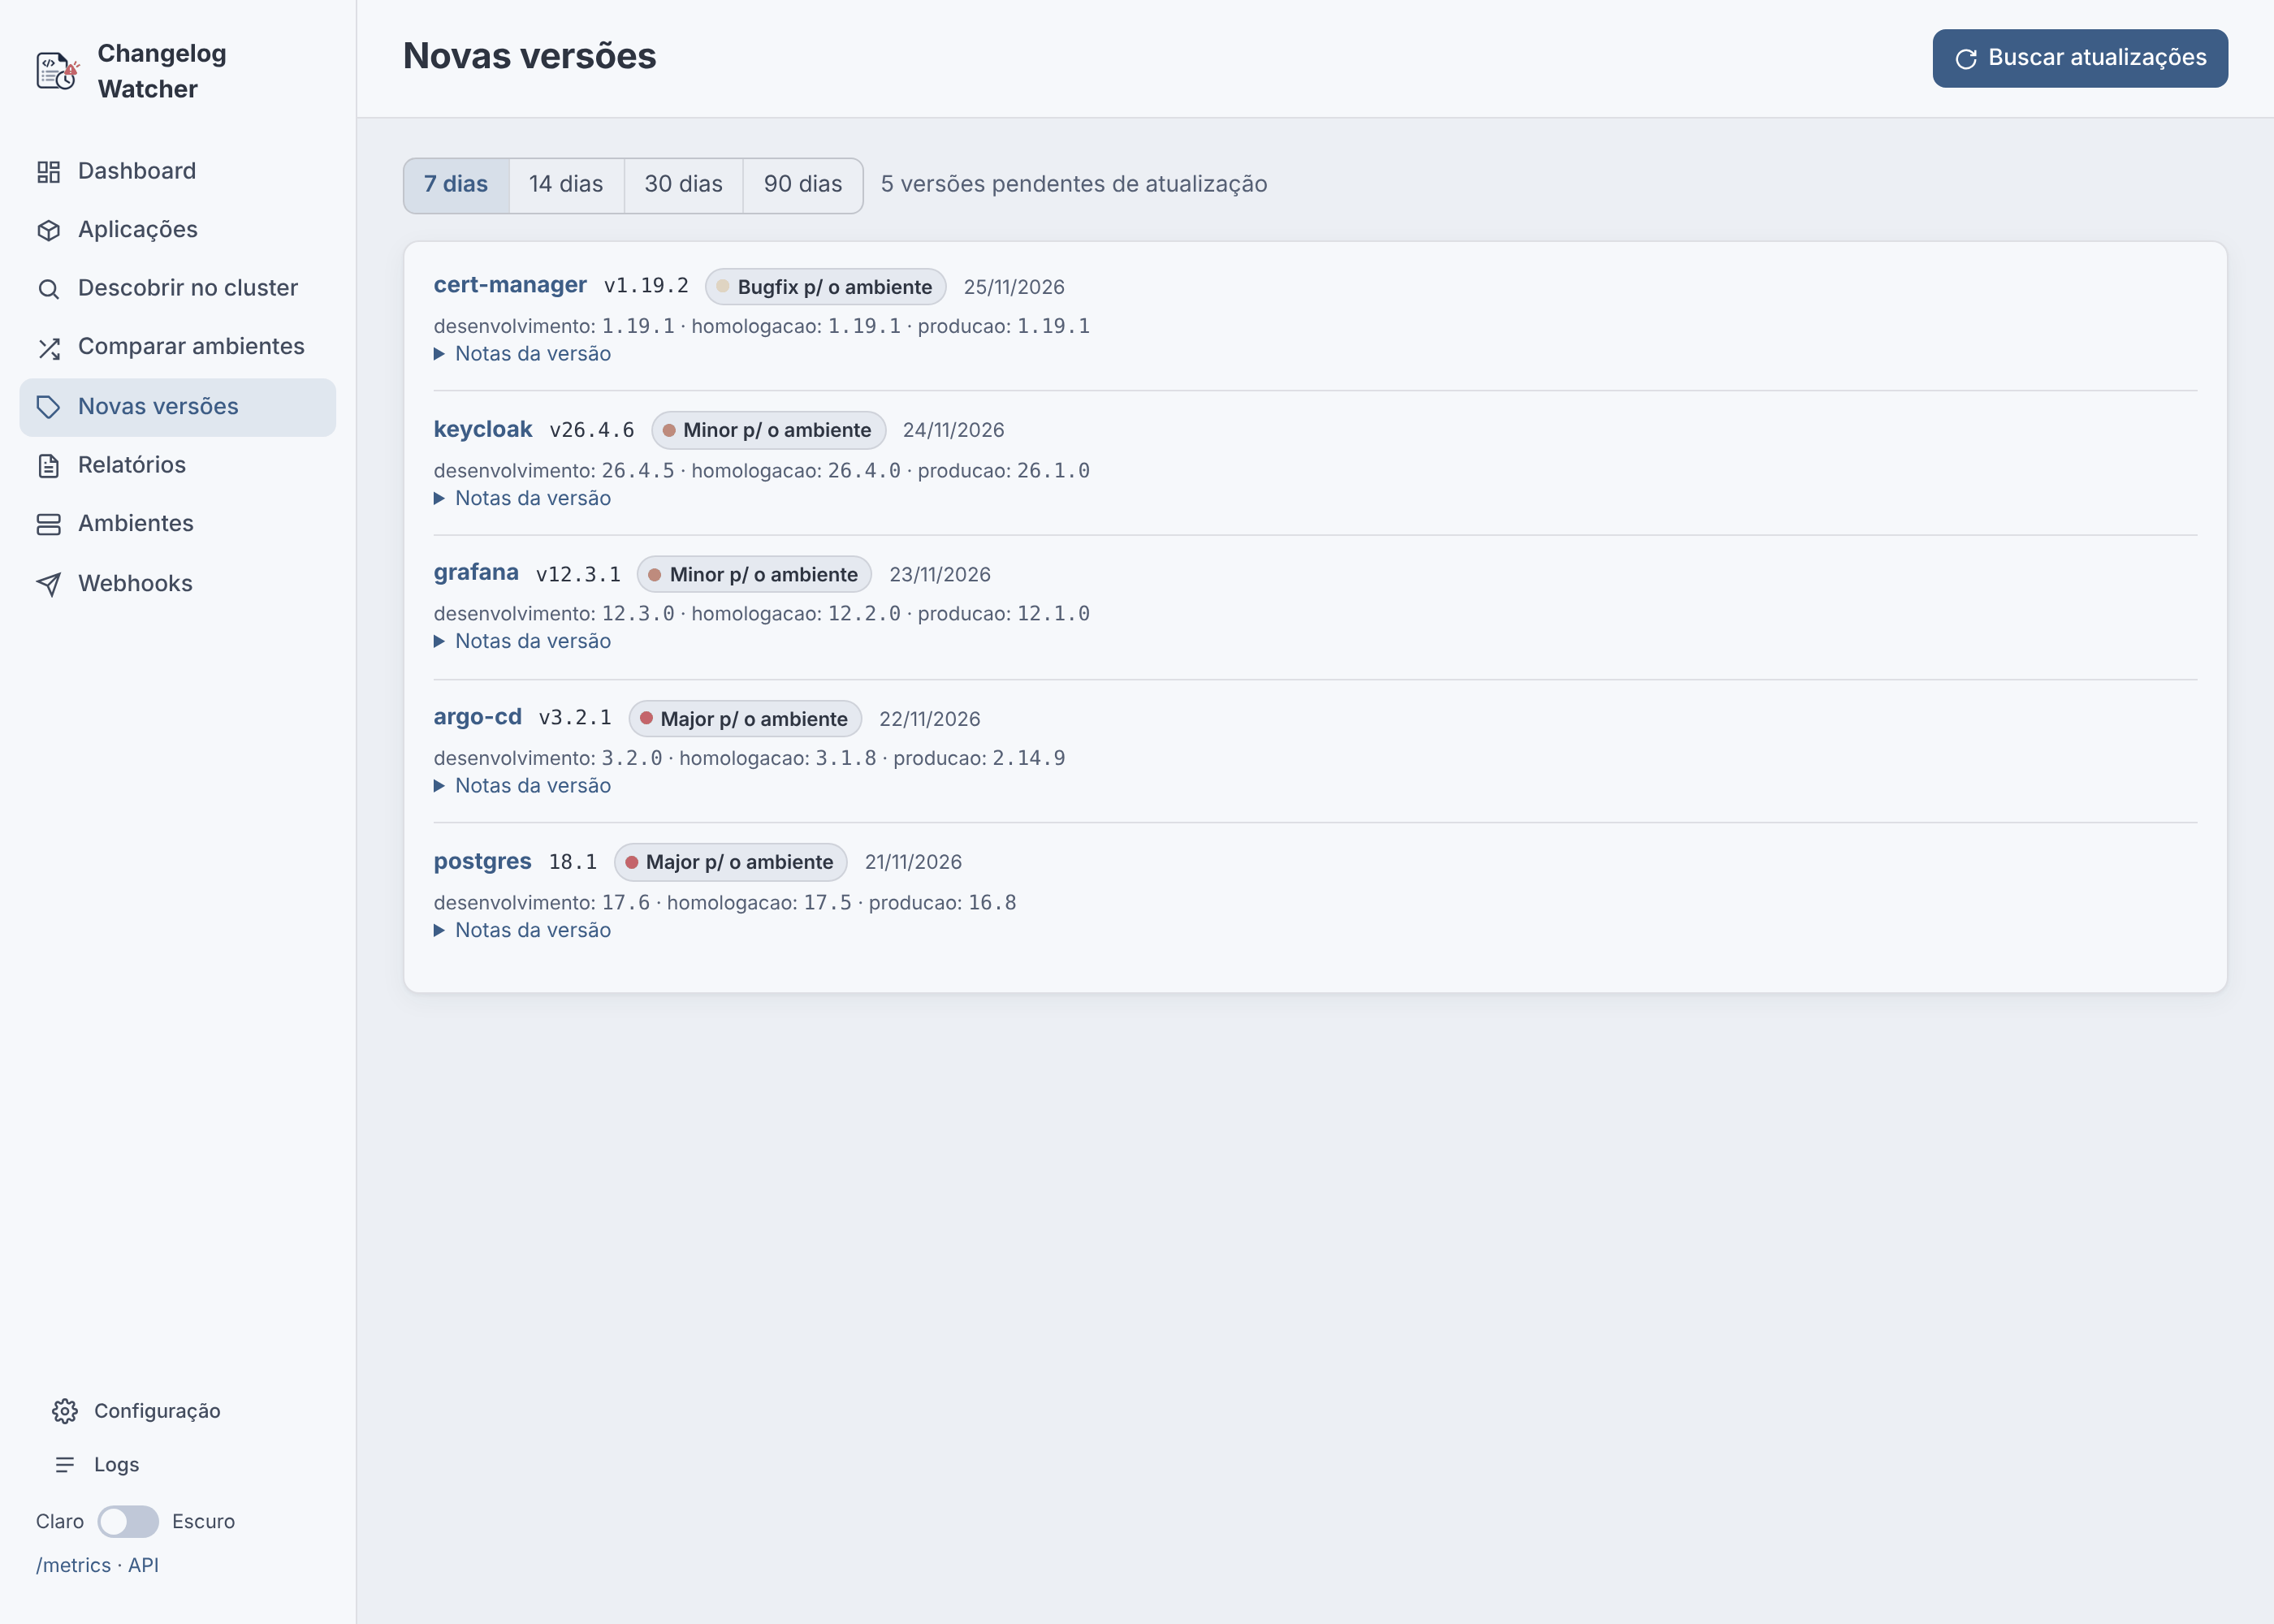 Changelog
Watcher
Dashboard
Aplicações
Descobrir no cluster
Comparar ambientes
Novas versões
Relatórios
Ambientes
Webhooks
Configuração
Logs
Claro Escuro
/metrics · API
Novas versões
Buscar atualizações
7 dias 14 dias 30 dias 90 dias 5 versões pendentes de atualização
cert-manager v1.19.2 Bugfix p/ o ambiente 25/11/2026
desenvolvimento: 1.19.1 · homologacao: 1.19.1 · producao: 1.19.1
▶ Notas da versão
keycloak v26.4.6 Minor p/ o ambiente 24/11/2026
desenvolvimento: 26.4.5 · homologacao: 26.4.0 · producao: 26.1.0
▶ Notas da versão
grafana v12.3.1 Minor p/ o ambiente 23/11/2026
desenvolvimento: 12.3.0 · homologacao: 12.2.0 · producao: 12.1.0
▶ Notas da versão
argo-cd v3.2.1 Major p/ o ambiente 22/11/2026
desenvolvimento: 3.2.0 · homologacao: 3.1.8 · producao: 2.14.9
▶ Notas da versão
postgres 18.1 Major p/ o ambiente 21/11/2026
desenvolvimento: 17.6 · homologacao: 17.5 · producao: 16.8
▶ Notas da versão